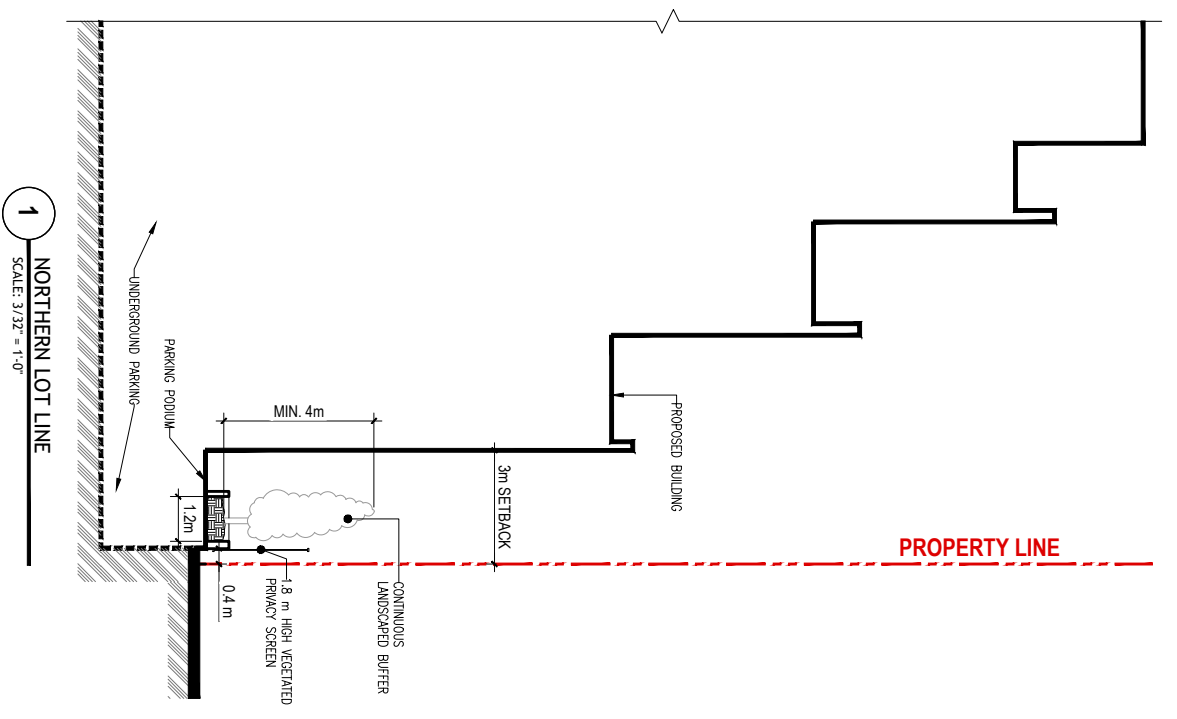 PROPERTY LINE
PROPOSED BUILDING
3m SETBACK
MIN. 4m
CONTINUOUS
LANDSCAPED BUFFER
1.8 m HIGH VEGETATED
PRIVACY SCREEN
0.4 m
1.2m
PARKING PODIUM
UNDERGROUND PARKING
1
NORTHERN LOT LINE
SCALE: 3/32" = 1'-0"